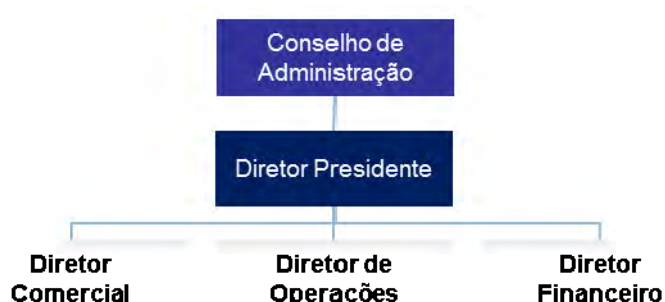 Conselho de
Administração
Diretor Presidente
Diretor
Comercial
Diretor de
Operações
Diretor
Financeiro